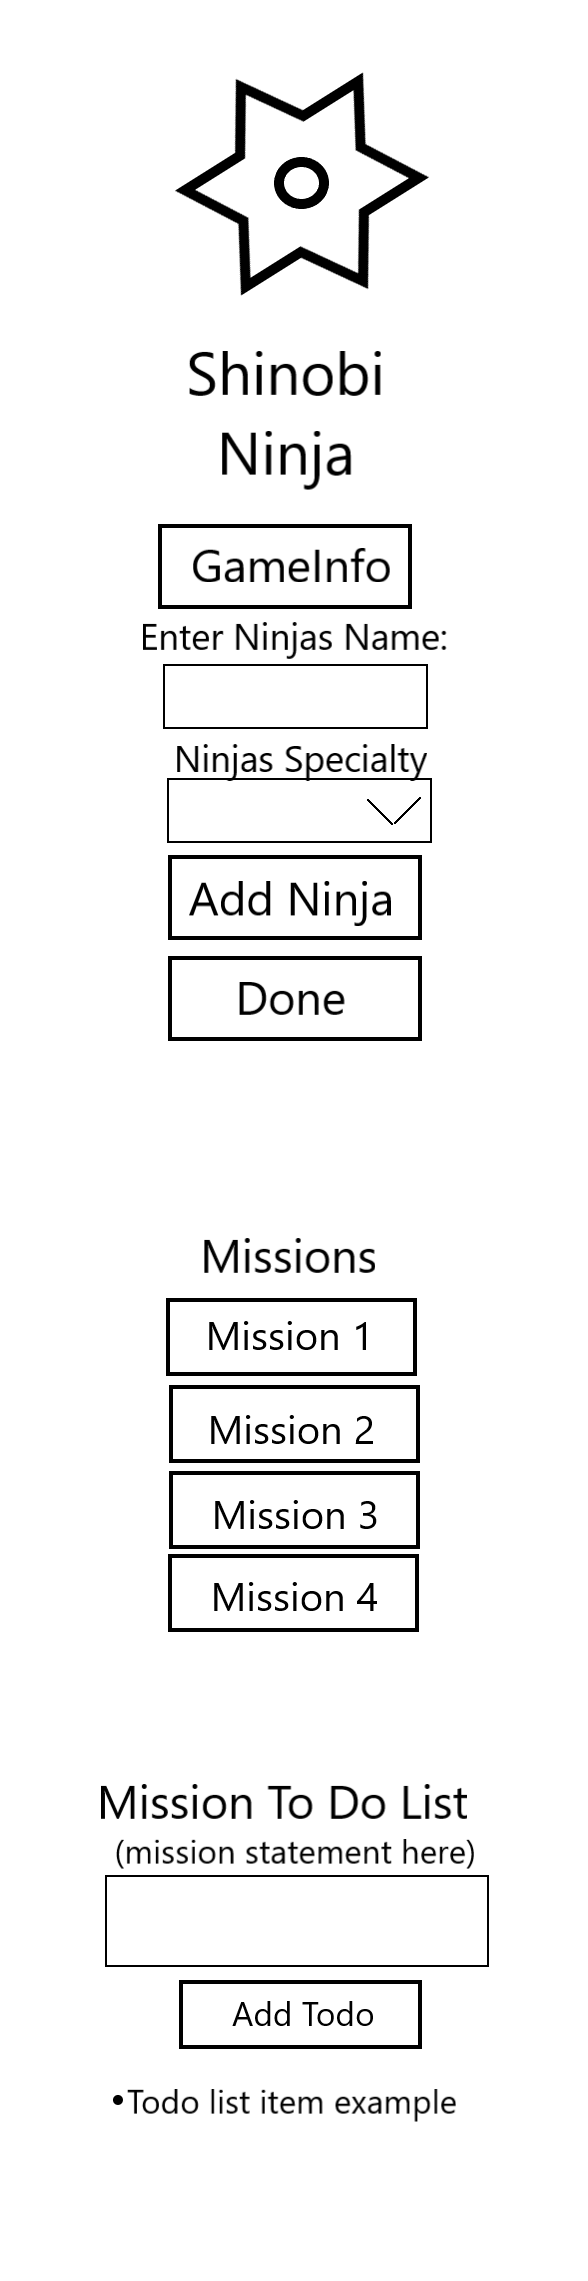 Shinobi
Ninja
GameInfo
Enter Ninjas Name:
Ninjas Specialty
Add Ninja
Done
Missions
Mission 1
Mission 2
Mission 3
Mission 4
Mission To Do List
(mission statement here)
Add Todo
•Todo list item example